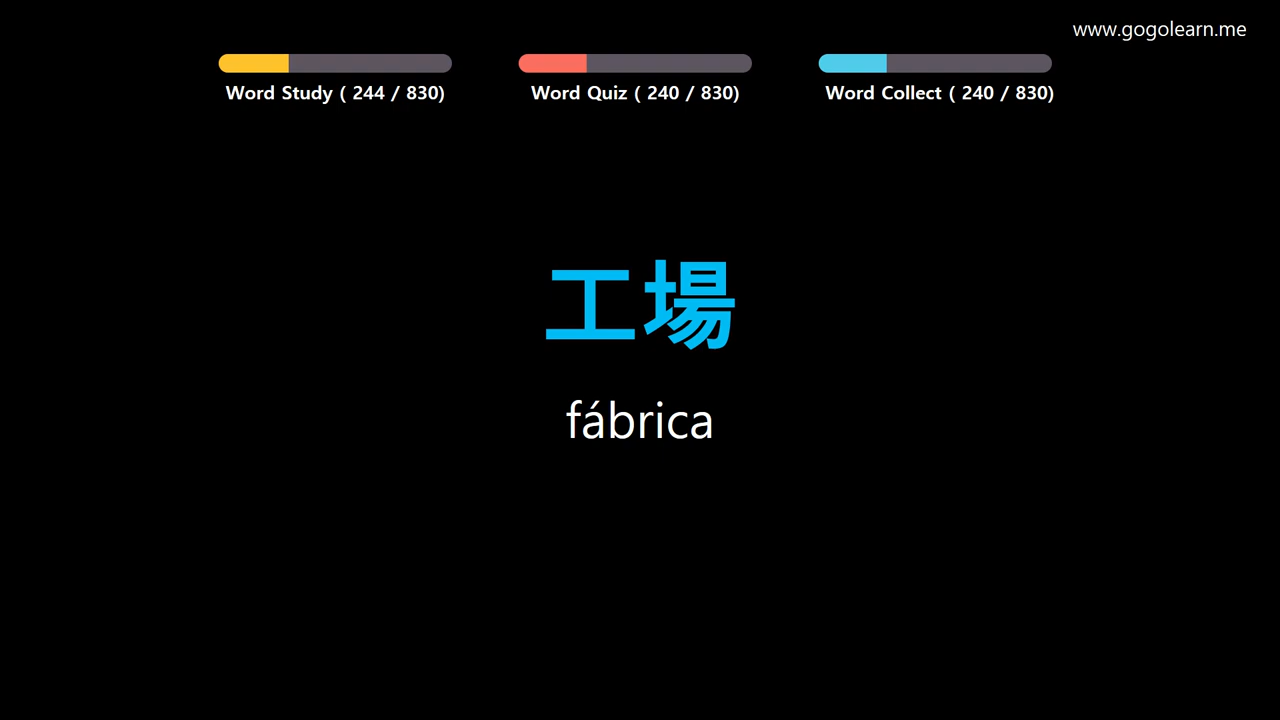 www.gogolearn.me
Word Study ( 244 / 830)
Word Quiz ( 240 / 830)
Word Collect ( 240 / 830)
工場
fábrica